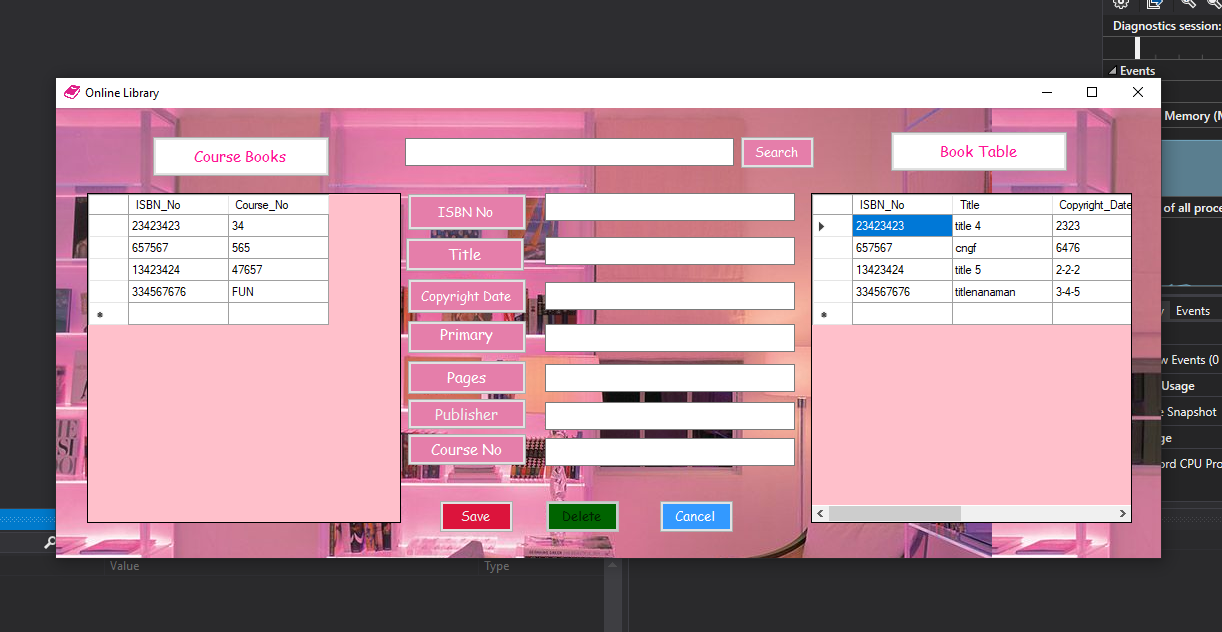 Diagnostics session:
Events
Online Library
Memory (M
Course Books
Search
Book Table
ISBN_No Course_No
23423423 34
657567 565
13423424 47657
334567676 FUN
ISBN No
Title
Copyright Date
Primary
Pages
Publisher
Course No
Save
Delete
Cancel
ISBN_No Title Copyright_Date
23423423 title 4 2323
657567 cngf 6476
13423424 title 5 2-2-2
334567676 titlenanaman 3-4-5
of all proce
Events
w Events (0
Usage
e Snapshot
ge
ord CPU Pro
Value Type